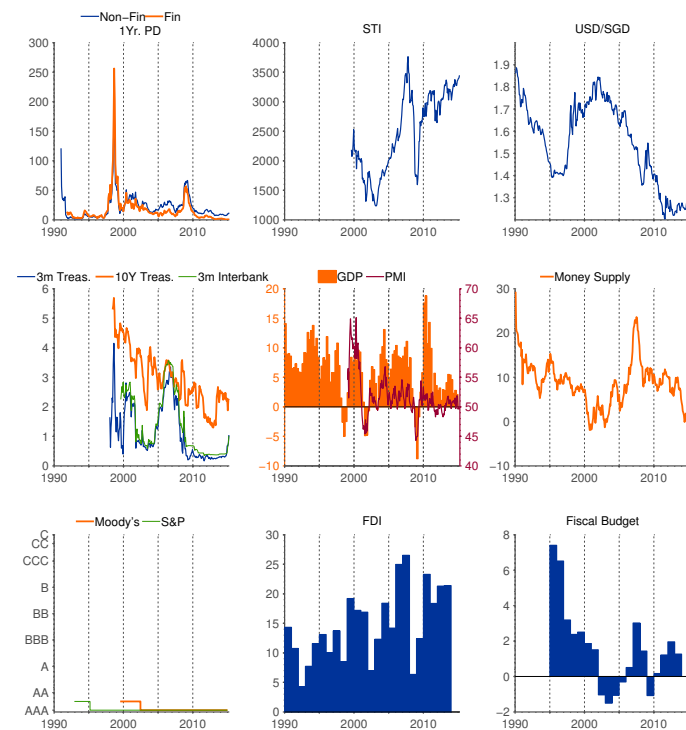 Non-Fin Fin
1Yr. PD
300
250
200
150
100
50
0
1990 2000 2010
STI
4000
3500
3000
2500
2000
1500
1000
1990 2000 2010
USD/SGD
1.9
1.8
1.7
1.6
1.5
1.4
1.3
1990 2000 2010
3m Treas. 10Y Treas. 3m Interbank
6
5
4
3
2
1
0
1990 2000 2010
GDP PMI
20
15
10
5
0
-5
-10
70
65
60
55
50
45
40
1990 2000 2010
Money Supply
30
20
10
0
-10
1990 2000 2010
Moody's S&P
C
CC
CCC
B
BB
BBB
A
AA
AAA
1990 2000 2010
FDI
30
25
20
15
10
5
0
1990 2000 2010
Fiscal Budget
8
6
4
2
0
-2
1990 2000 2010